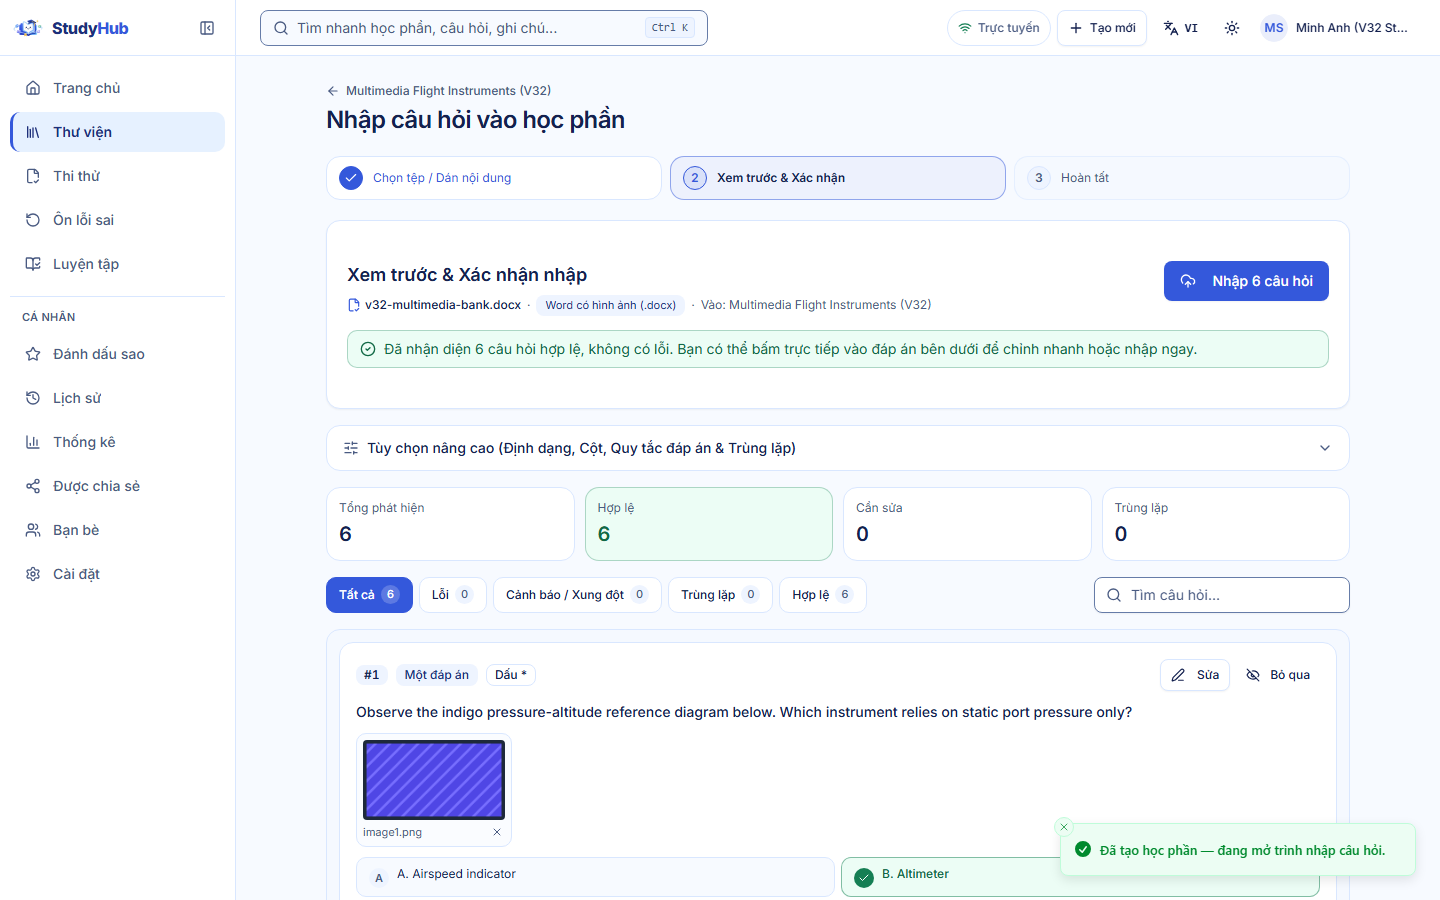 StudyHub
Tìm nhanh học phần, câu hỏi, ghi chú...
Ctrl K
Trực tuyến
Tạo mới
VI
MS
Minh Anh (V32 St...
Trang chủ
Thư viện
Thi thử
Ôn lỗi sai
Luyện tập
CÁ NHÂN
Đánh dấu sao
Lịch sử
Thống kê
Được chia sẻ
Bạn bè
Cài đặt
Multimedia Flight Instruments (V32)
Nhập câu hỏi vào học phần
Chọn tệp / Dán nội dung
2 Xem trước & Xác nhận
3 Hoàn tất
Xem trước & Xác nhận nhập
v32-multimedia-bank.docx · Word có hình ảnh (.docx) · Vào: Multimedia Flight Instruments (V32)
Nhập 6 câu hỏi
Đã nhận diện 6 câu hỏi hợp lệ, không có lỗi. Bạn có thể bấm trực tiếp vào đáp án bên dưới để chỉnh nhanh hoặc nhập ngay.
Tùy chọn nâng cao (Định dạng, Cột, Quy tắc đáp án & Trùng lặp)
Tổng phát hiện
6
Hợp lệ
6
Cần sửa
0
Trùng lặp
0
Tất cả 6
Lỗi 0
Cảnh báo / Xung đột 0
Trùng lặp 0
Hợp lệ 6
Tìm câu hỏi...
#1 Một đáp án Dấu *
Sửa
Bỏ qua
Observe the indigo pressure-altitude reference diagram below. Which instrument relies on static port pressure only?
image1.png
A A. Airspeed indicator
B. Altimeter
Đã tạo học phần — đang mở trình nhập câu hỏi.